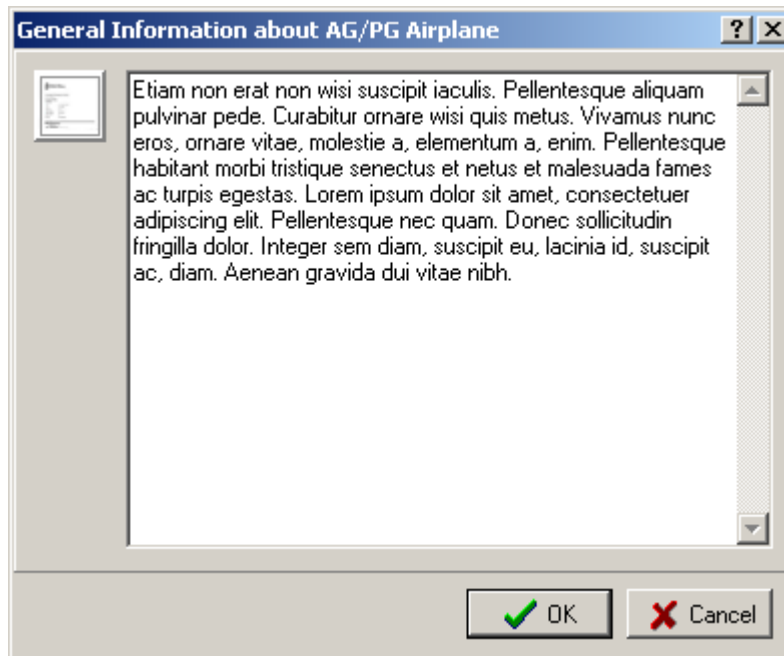 General Information about AG/PG Airplane
Etiam non erat non wisi suscipit iaculis. Pellentesque aliquam
pulvinar pede. Curabitur ornare wisi quis metus. Vivamus nunc
eros, ornare vitae, molestie a, elementum a, enim. Pellentesque
habitant morbi tristique senectus et netus et malesuada fames
ac turpis egestas. Lorem ipsum dolor sit amet, consectetuer
adipiscing elit. Pellentesque nec quam. Donec sollicitudin
fringilla dolor. Integer sem diam, suscipit eu, lacinia id, suscipit
ac, diam. Aenean gravida dui vitae nibh.
OK
Cancel